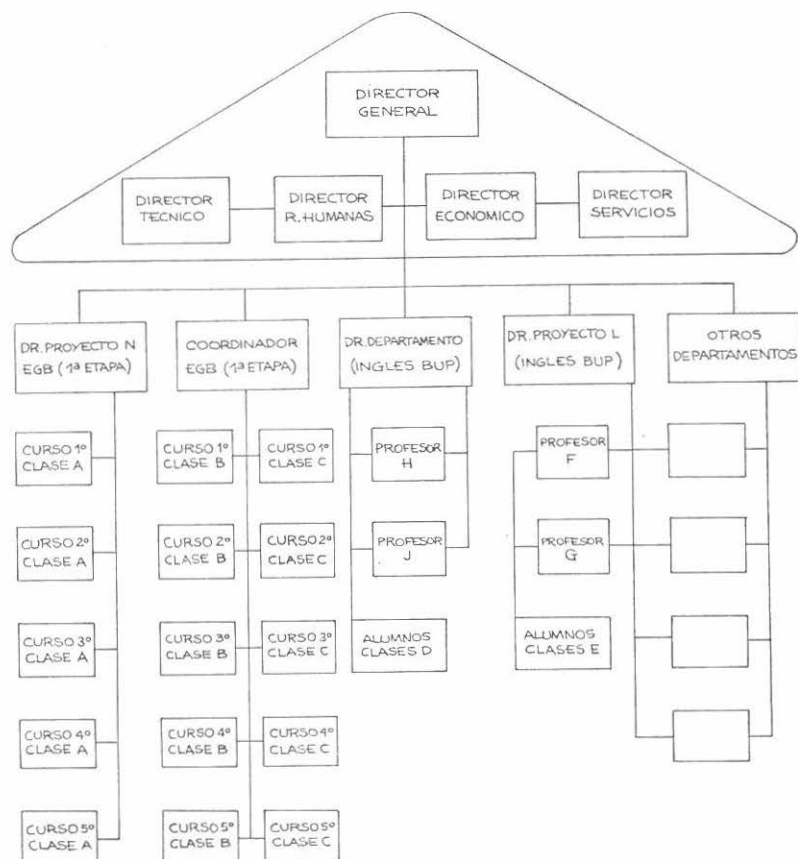 DIRECTOR
GENERAL
DIRECTOR
TECNICO
DIRECTOR
R. HUMANAS
DIRECTOR
ECONOMICO
DIRECTOR
SERVICIOS
DR. PROYECTO N
EGB (1ª ETAPA)
COORDINADOR
EGB (1ª ETAPA)
DR. DEPARTAMENTO
(INGLES BUP)
DR. PROYECTO L
(INGLES BUP)
OTROS
DEPARTAMENTOS
CURSO 1º
CLASE A
CURSO 1º
CLASE B
CURSO 1º
CLASE C
PROFESOR
H
PROFESOR
F
CURSO 2º
CLASE A
CURSO 2º
CLASE B
CURSO 2º
CLASE C
PROFESOR
J
PROFESOR
G
CURSO 3º
CLASE A
CURSO 3º
CLASE B
CURSO 3º
CLASE C
ALUMNOS
CLASES D
ALUMNOS
CLASES E
CURSO 4º
CLASE A
CURSO 4º
CLASE B
CURSO 4º
CLASE C
CURSO 5º
CLASE A
CURSO 5º
CLASE B
CURSO 5º
CLASE C